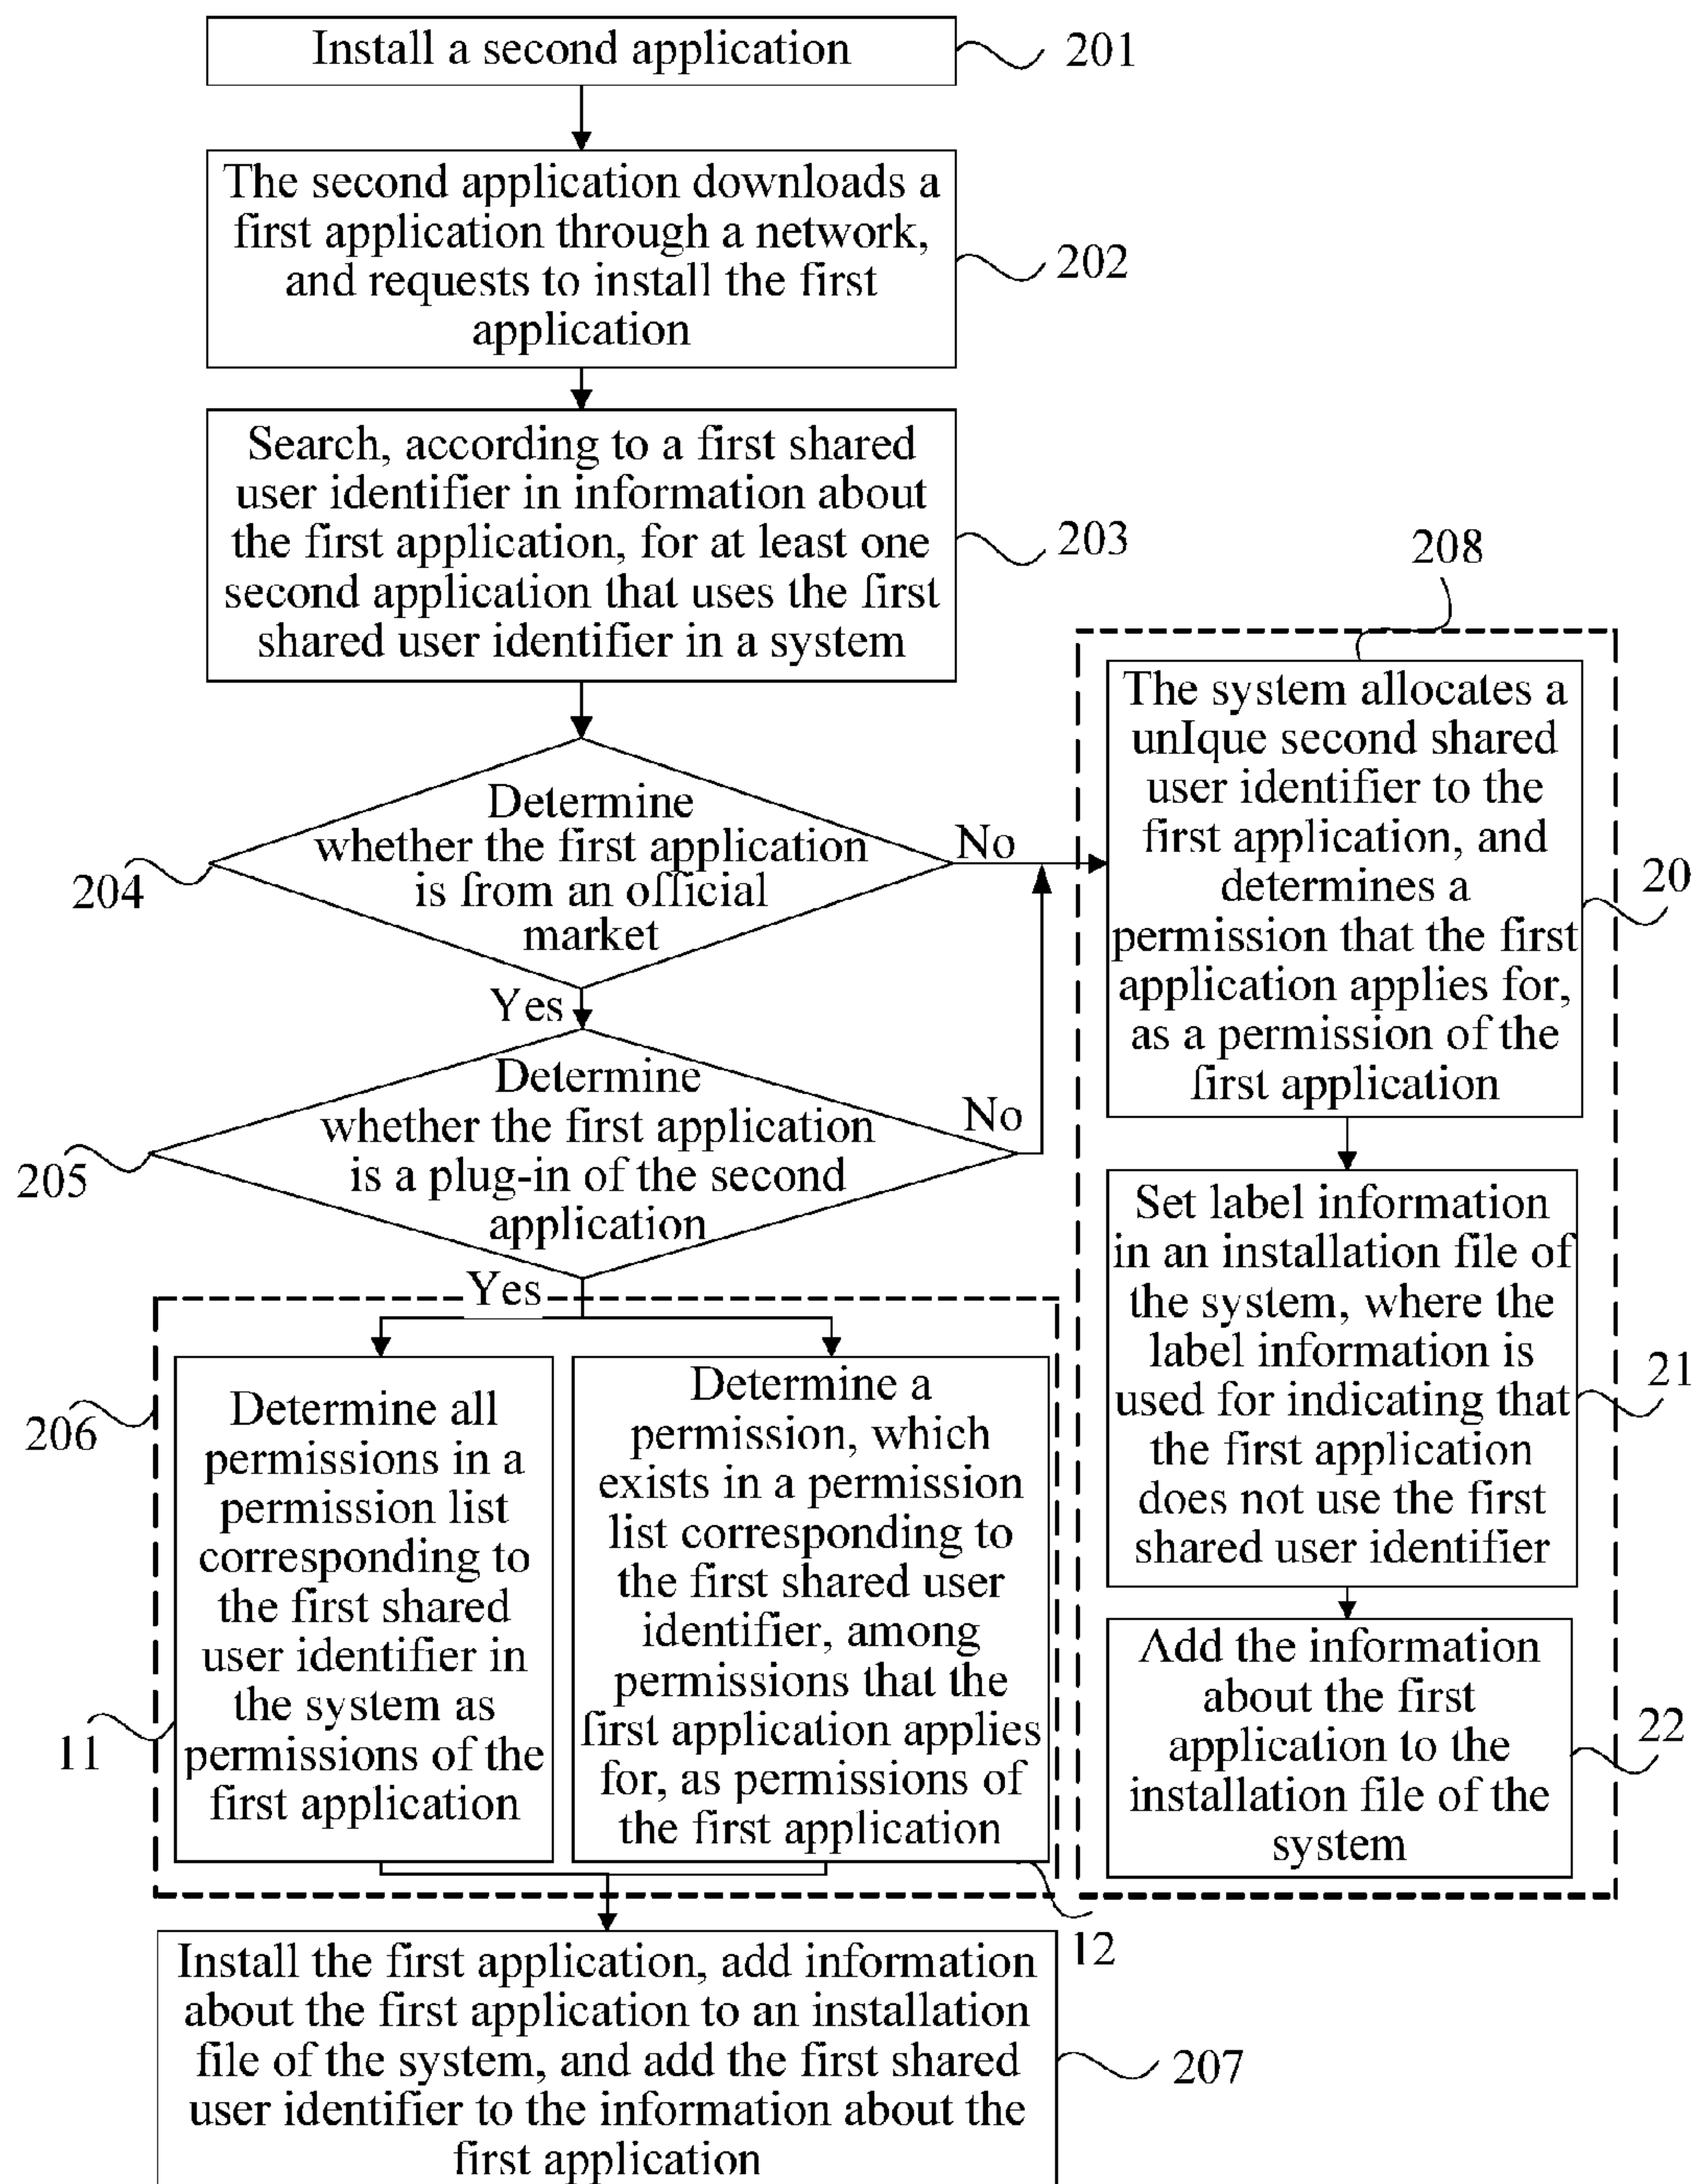 Install a second application
201
The second application downloads a
first application through a network,
and requests to install the first
application
202
Search, according to a first shared
user identifier in information about
the first application, for at least one
second application that uses the first
shared user identifier in a system
203
Determine
whether the first application
is from an official
market
204
No
Yes
Determine
whether the first application
is a plug-in of the second
application
205
No
Yes
206
Determine all
permissions in a
permission list
corresponding to
the first shared
user identifier in
the system as
permissions of the
first application
11
Determine a
permission, which
exists in a permission
list corresponding to
the first shared user
identifier, among
permissions that the
first application applies
for, as permissions of
the first application
12
Install the first application, add information
about the first application to an installation
file of the system, and add the first shared
user identifier to the information about the
first application
207
208
The system allocates a
unIque second shared
user identifier to the
first application, and
determines a
permission that the first
application applies for,
as a permission of the
first application
20
Set label information
in an installation file of
the system, where the
label information is
used for indicating that
the first application
does not use the first
shared user identifier
21
Add the information
about the first
application to the
installation file of the
system
22